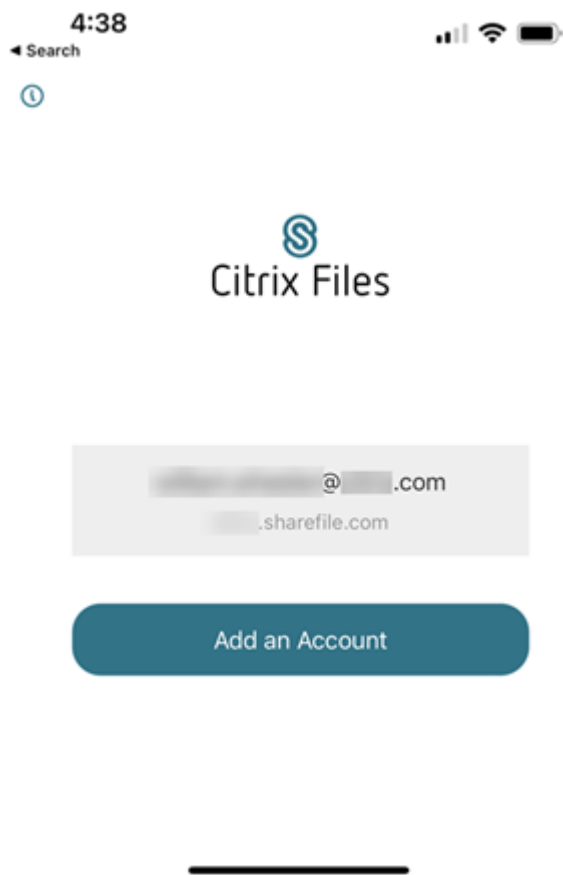 4:38
◀ Search
Citrix Files
@ .com
.sharefile.com
Add an Account